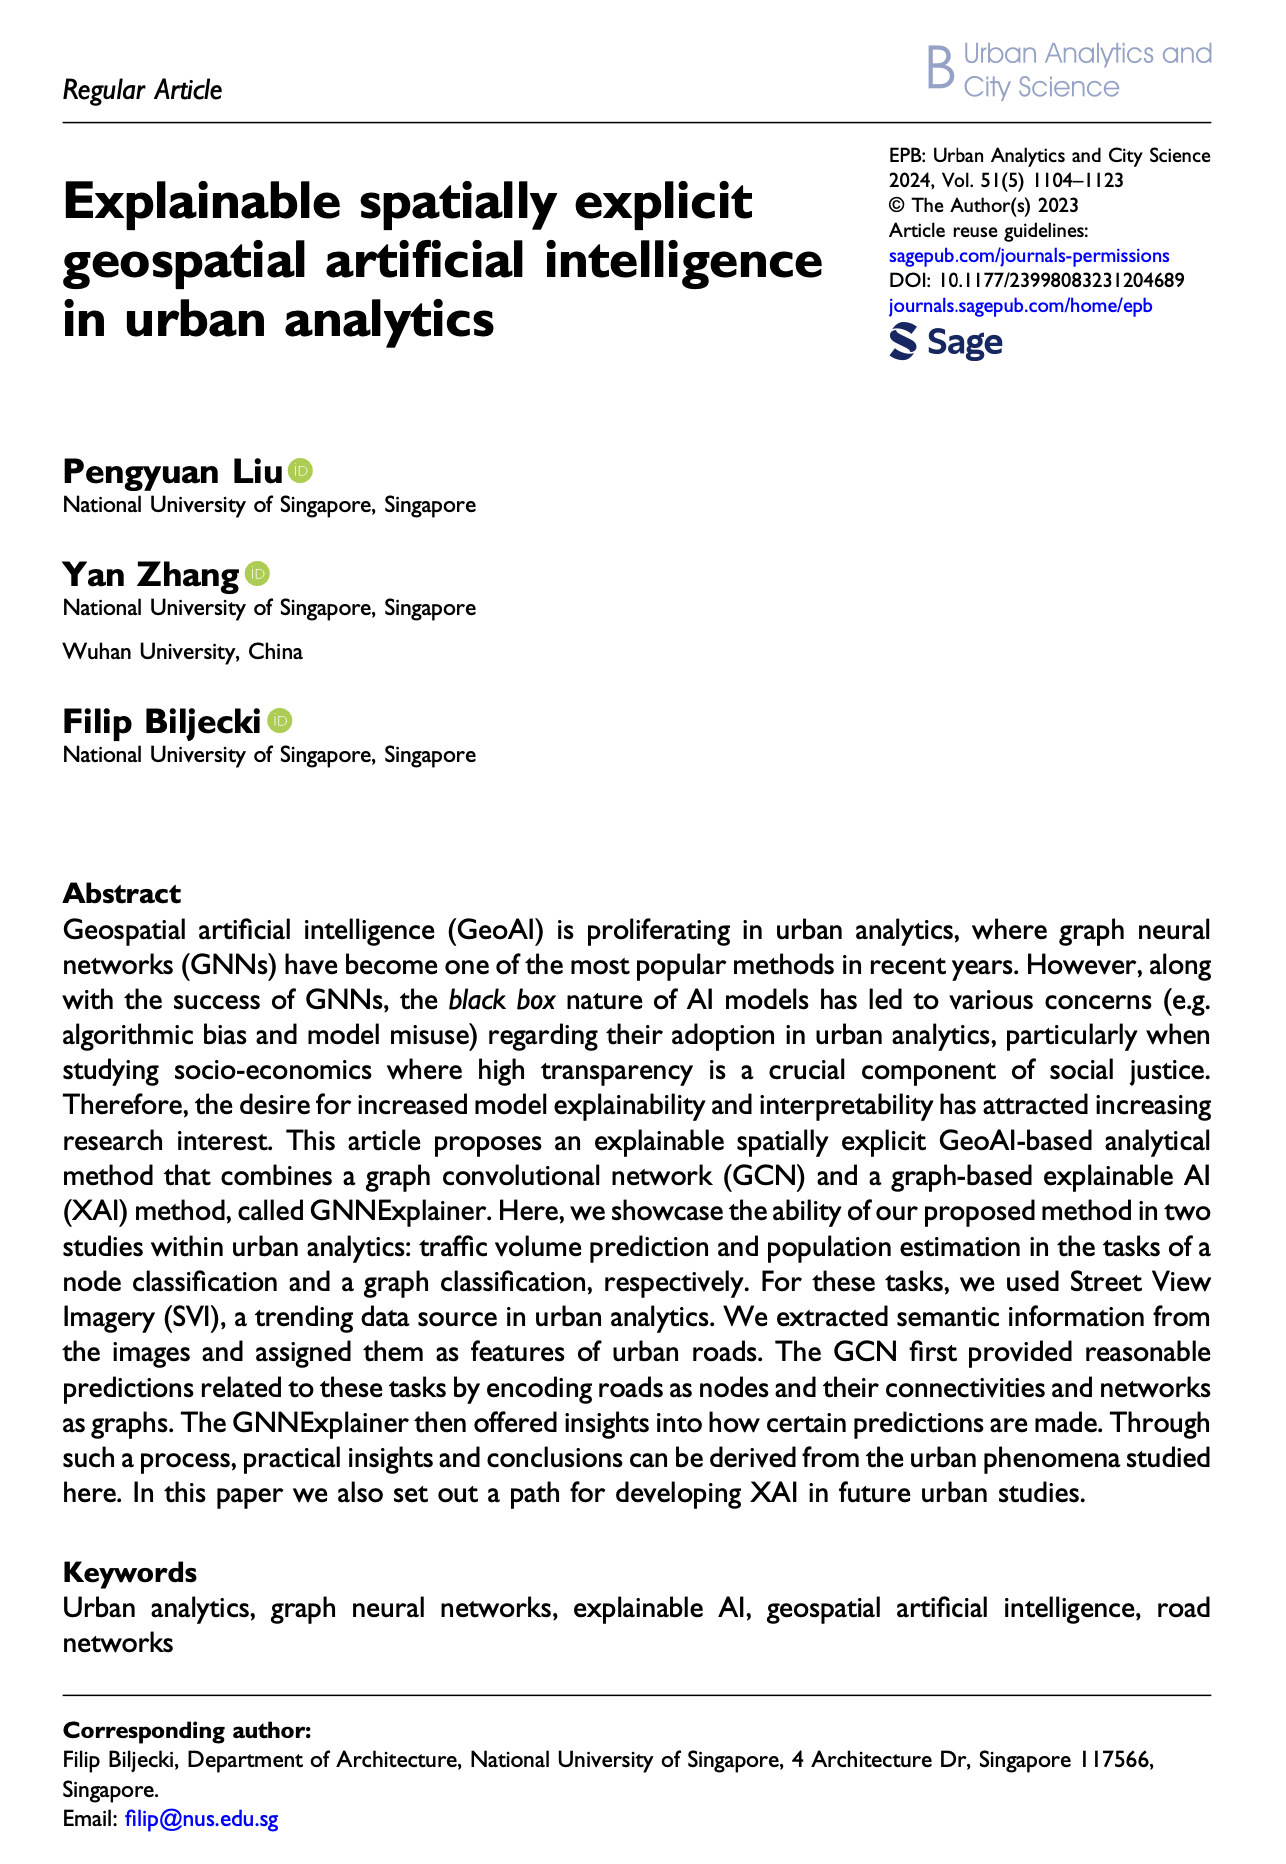 Regular Article
B Urban Analytics and
City Science
EPB: Urban Analytics and City Science
2024, Vol. 51(5) 1104–1123
© The Author(s) 2023
Article reuse guidelines:
sagepub.com/journals-permissions
DOI: 10.1177/23998083231204689
journals.sagepub.com/home/epb
Sage
Explainable spatially explicit
geospatial artificial intelligence
in urban analytics
Pengyuan Liu iD
National University of Singapore, Singapore
Yan Zhang iD
National University of Singapore, Singapore
Wuhan University, China
Filip Biljecki iD
National University of Singapore, Singapore
Abstract
Geospatial artificial intelligence (GeoAI) is proliferating in urban analytics, where graph neural
networks (GNNs) have become one of the most popular methods in recent years. However, along
with the success of GNNs, the black box nature of AI models has led to various concerns (e.g.
algorithmic bias and model misuse) regarding their adoption in urban analytics, particularly when
studying socio-economics where high transparency is a crucial component of social justice.
Therefore, the desire for increased model explainability and interpretability has attracted increasing
research interest. This article proposes an explainable spatially explicit GeoAI-based analytical
method that combines a graph convolutional network (GCN) and a graph-based explainable AI
(XAI) method, called GNNExplainer. Here, we showcase the ability of our proposed method in two
studies within urban analytics: traffic volume prediction and population estimation in the tasks of a
node classification and a graph classification, respectively. For these tasks, we used Street View
Imagery (SVI), a trending data source in urban analytics. We extracted semantic information from
the images and assigned them as features of urban roads. The GCN first provided reasonable
predictions related to these tasks by encoding roads as nodes and their connectivities and networks
as graphs. The GNNExplainer then offered insights into how certain predictions are made. Through
such a process, practical insights and conclusions can be derived from the urban phenomena studied
here. In this paper we also set out a path for developing XAI in future urban studies.
Keywords
Urban analytics, graph neural networks, explainable AI, geospatial artificial intelligence, road
networks
Corresponding author:
Filip Biljecki, Department of Architecture, National University of Singapore, 4 Architecture Dr, Singapore 117566,
Singapore.
Email: filip@nus.edu.sg